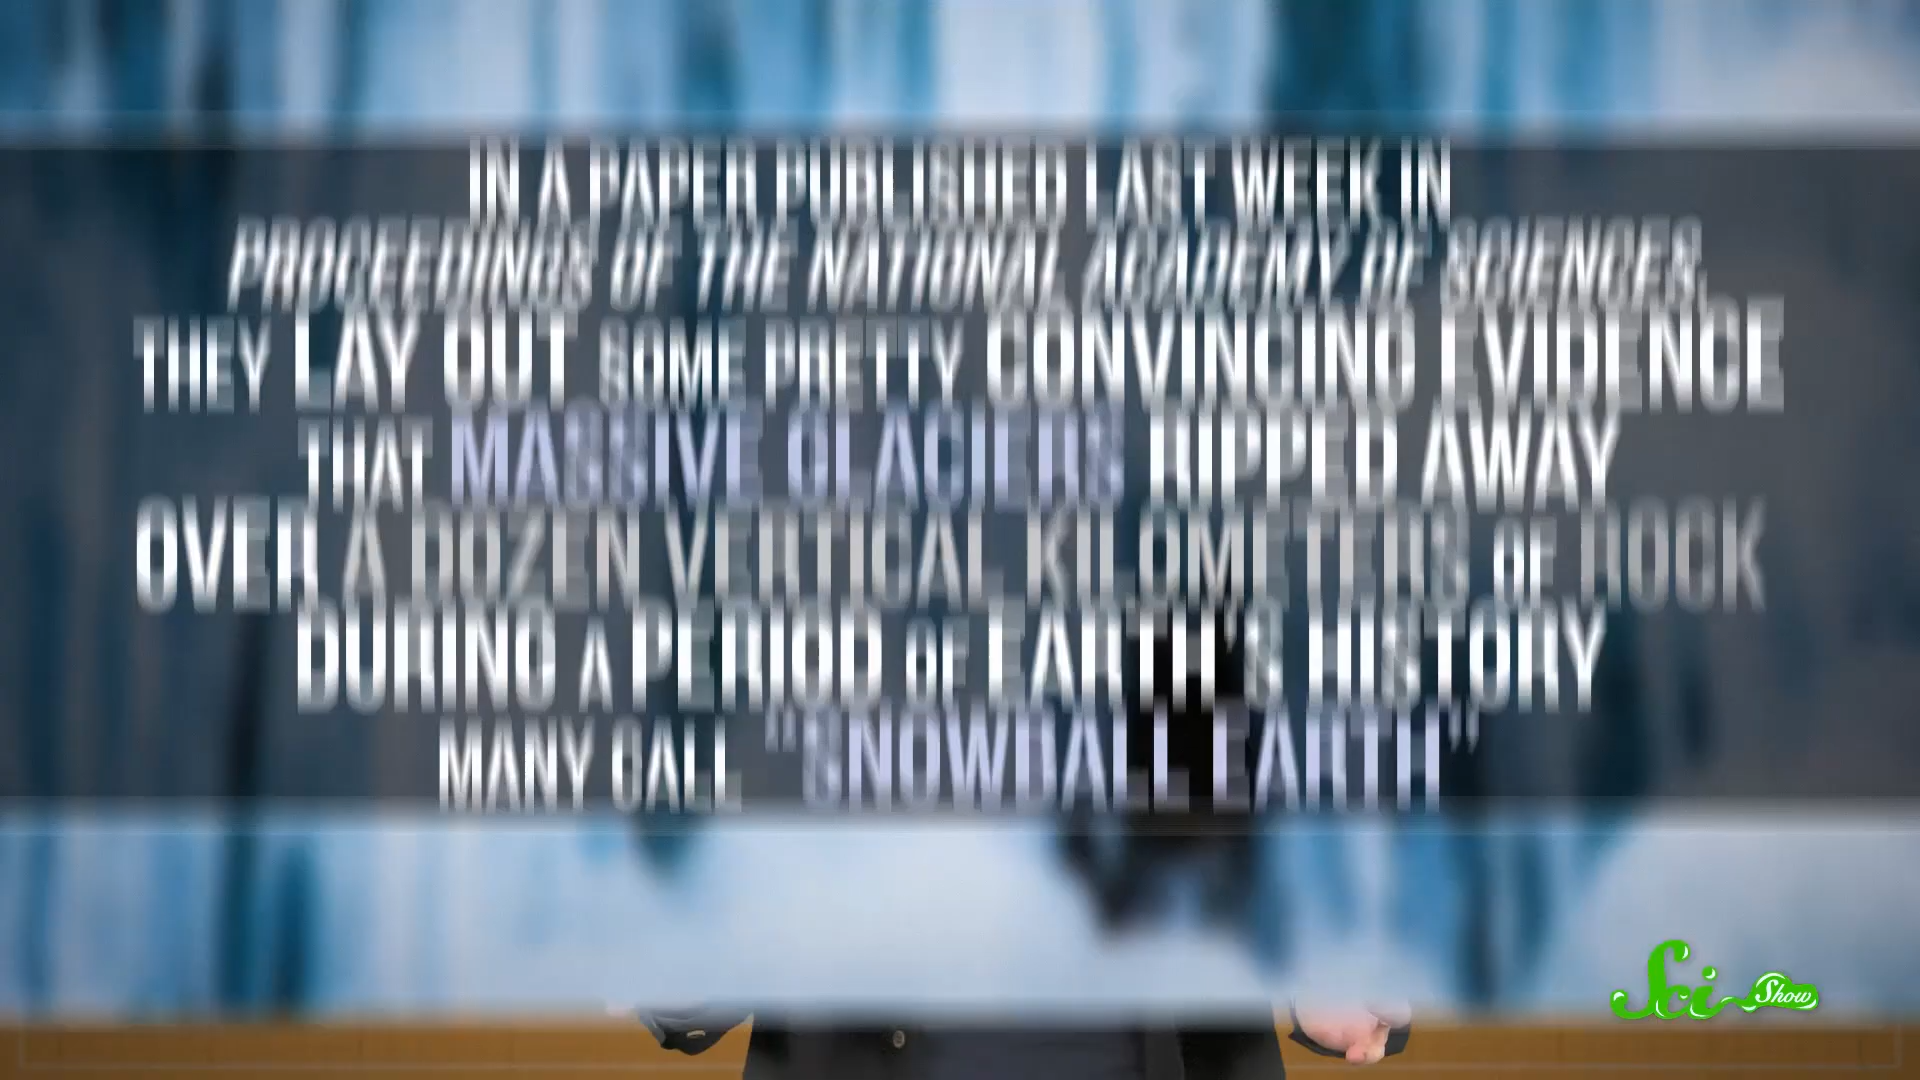 IN A PAPER PUBLISHED LAST WEEK IN
PROCEEDINGS OF THE NATIONAL ACADEMY OF SCIENCES,
THEY LAY OUT SOME PRETTY CONVINCING EVIDENCE
THAT MASSIVE GLACIERS RIPPED AWAY
OVER A DOZEN VERTICAL KILOMETERS OF ROCK
DURING A PERIOD OF EARTH'S HISTORY
MANY CALL "SNOWBALL EARTH"
Sci Show